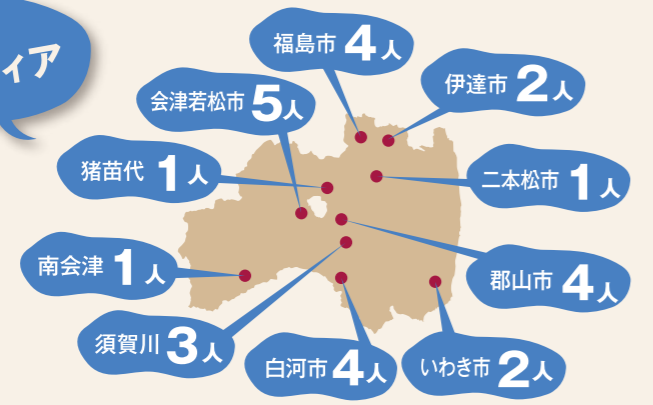 ィア
福島市 4人
伊達市 2人
会津若松市 5人
猪苗代 1人
二本松市 1人
南会津 1人
郡山市 4人
須賀川 3人
白河市 4人
いわき市 2人